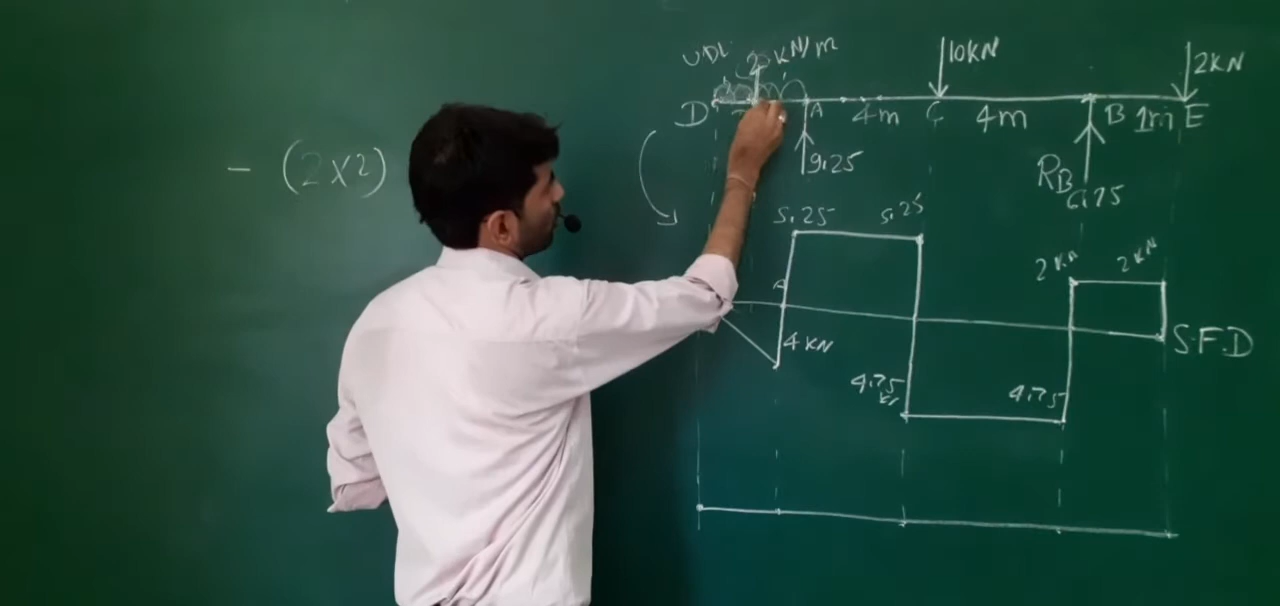 - (2x2)
UDL 2 kN/m
10KN
2KN
D A 4m C 4m B 1m E
9.25
RB
6.75
5.25 5.25
2KN 2KN
A
4 KN
S.F.D
4.75
KN
4.75